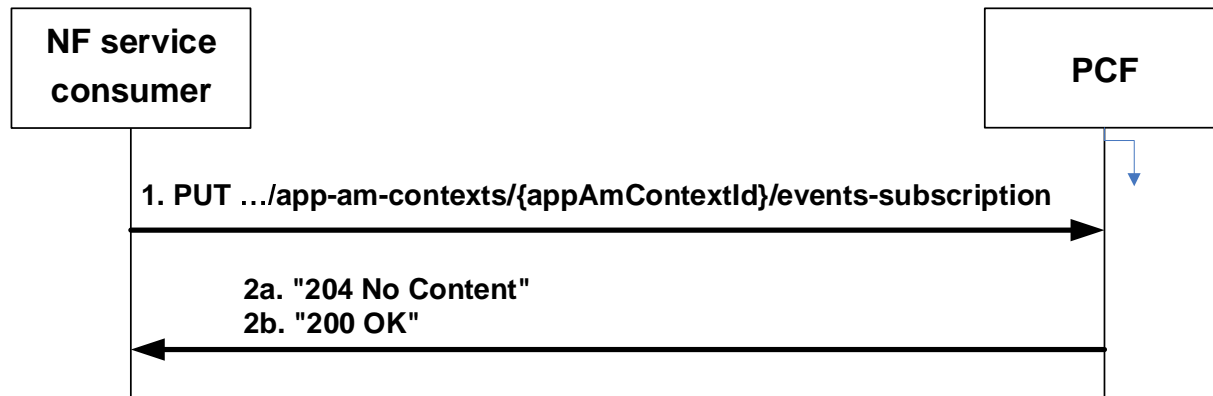 NF service
consumer
PCF
1. PUT …/app-am-contexts/{appAmContextId}/events-subscription
2a. "204 No Content"
2b. "200 OK"